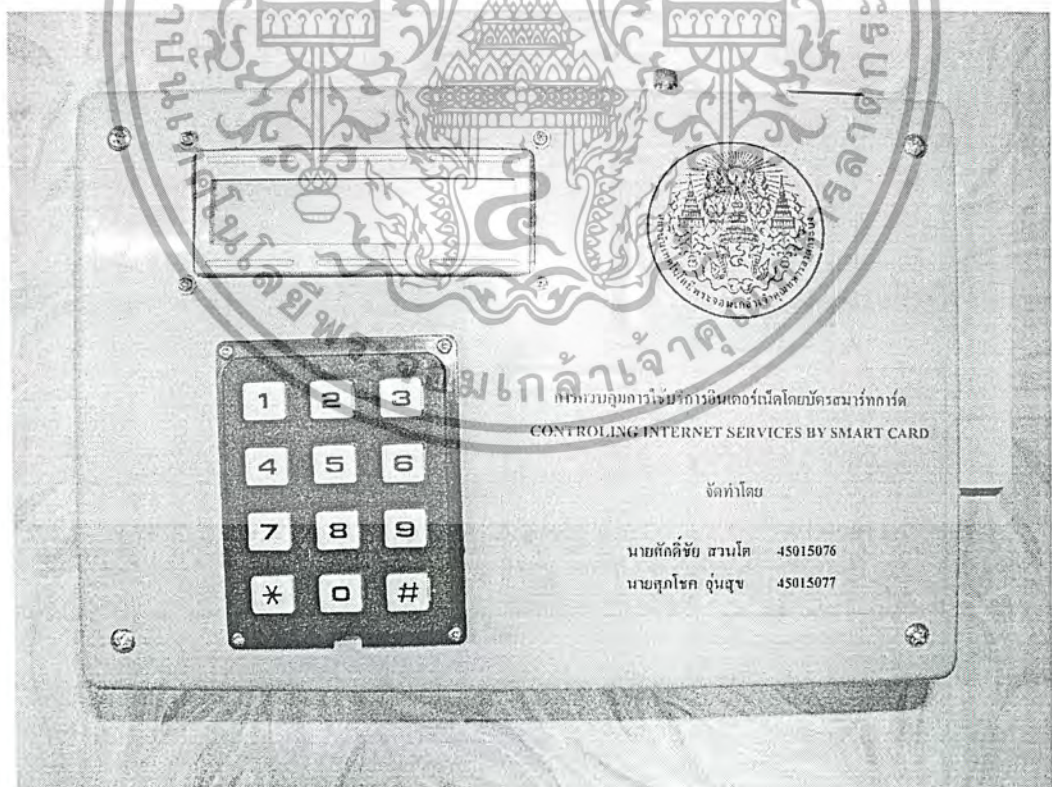 1 2 3
4 5 6
7 8 9
* 0 #
การควบคุมการใช้บริการอินเตอร์เน็ตโดยบัตรสมาร์ทการ์ด
CONTROLING INTERNET SERVICES BY SMART CARD
จัดทำโดย
นายศักดิ์ชัย สวนโต 45015076
นายศุภโชค อุ่นสุข 45015077